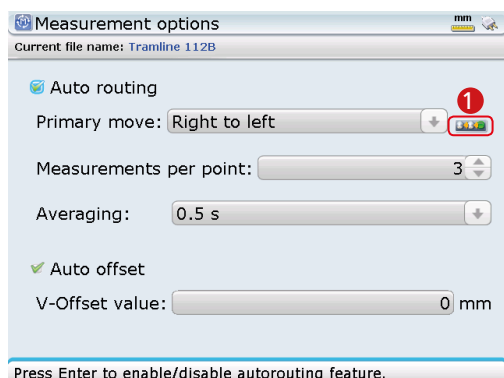 Measurement options
mm
Current file name: Tramline 112B
Auto routing
1
Primary move: Right to left
Measurements per point: 3
Averaging: 0.5 s
Auto offset
V-Offset value: 0 mm
Press Enter to enable/disable autorouting feature.